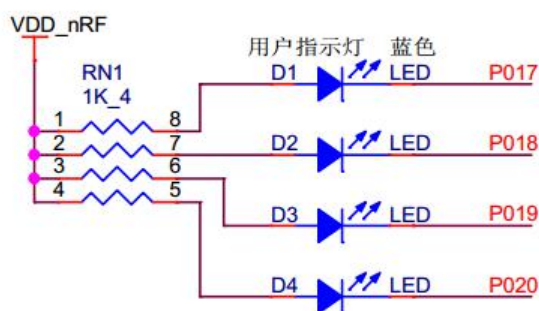 VDD_nRF
用户指示灯 蓝色
RN1
1K_4
D1 LED P017
1 8
2 7
D2 LED P018
3 6
4 5
D3 LED P019
D4 LED P020